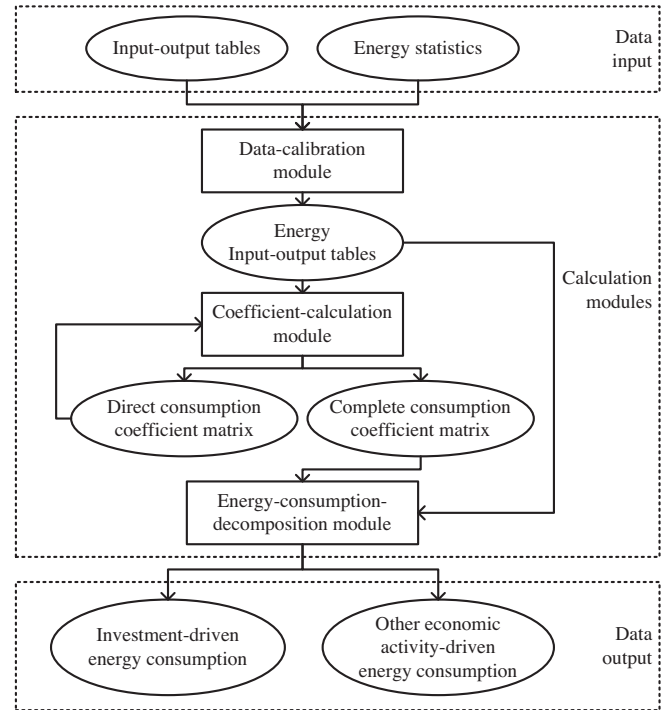 Input-output tables
Energy statistics
Data
input
Data-calibration
module
Energy
Input-output tables
Calculation
modules
Coefficient-calculation
module
Direct consumption
coefficient matrix
Complete consumption
coefficient matrix
Energy-consumption-
decomposition module
Investment-driven
energy consumption
Other economic
activity-driven
energy consumption
Data
output